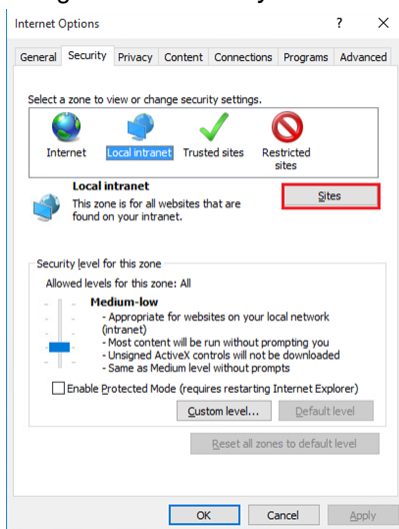 Internet Options ? ×
General Security Privacy Content Connections Programs Advanced
Select a zone to view or change security settings.
Internet Local intranet Trusted sites Restricted
sites
Local intranet
This zone is for all websites that are
found on your intranet.
Sites
Security level for this zone
Allowed levels for this zone: All
Medium-low
- Appropriate for websites on your local network
(intranet)
- Most content will be run without prompting you
- Unsigned ActiveX controls will not be downloaded
- Same as Medium level without prompts
Enable Protected Mode (requires restarting Internet Explorer)
Custom level... Default level
Reset all zones to default level
OK Cancel Apply